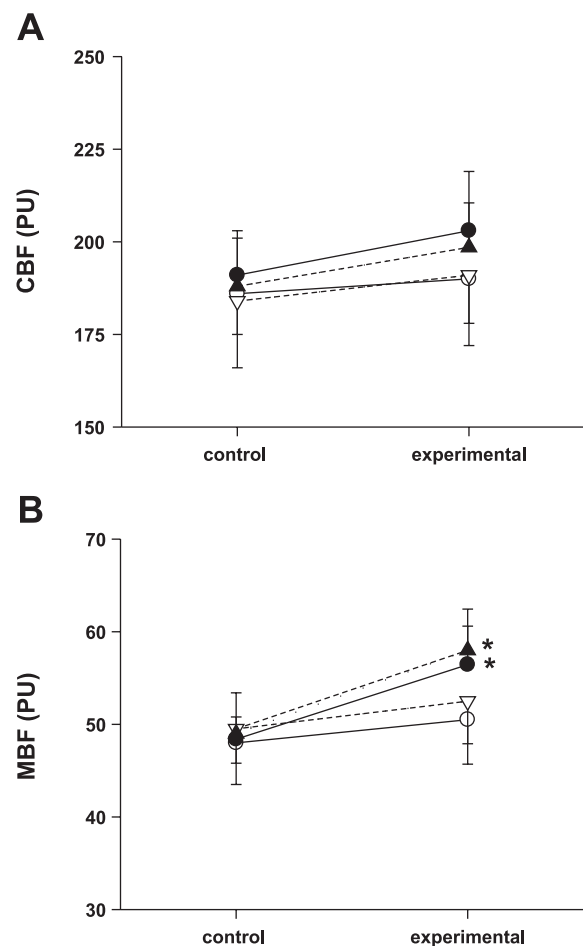 A
250
225
200
175
150
CBF (PU)
control experimental
B
70
60
50
40
30
MBF (PU)
*
*
control experimental